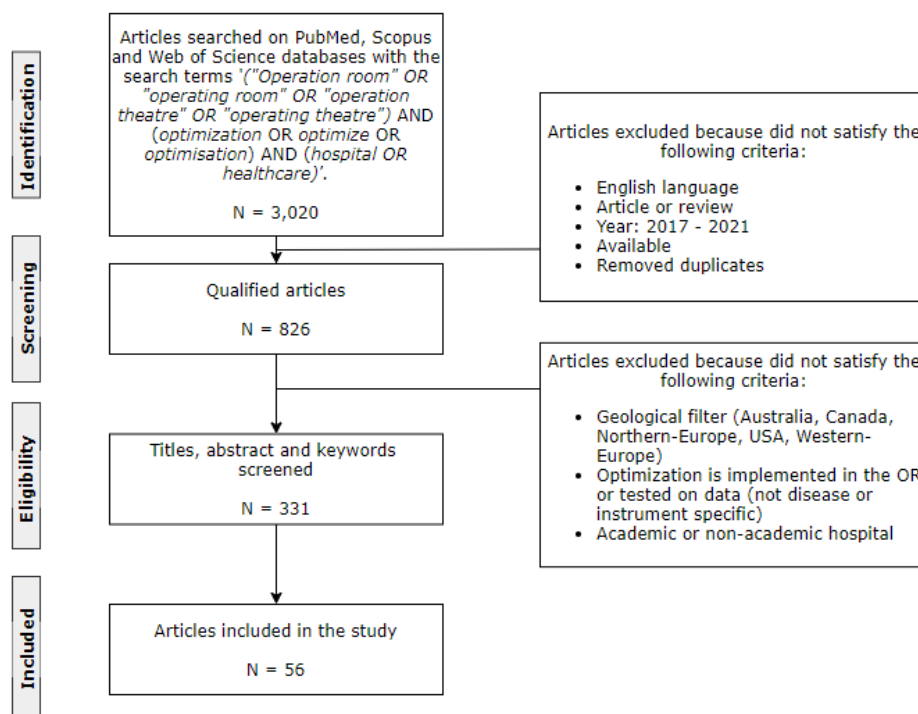 Identification
Articles searched on PubMed, Scopus
and Web of Science databases with the
search terms '("Operation room" OR
"operating room" OR "operation
theatre" OR "operating theatre") AND
(optimization OR optimize OR
optimisation) AND (hospital OR
healthcare)'.
N = 3,020
Articles excluded because did not satisfy the
following criteria:
• English language
• Article or review
• Year: 2017 - 2021
• Available
• Removed duplicates
Screening
Qualified articles
N = 826
Articles excluded because did not satisfy the
following criteria:
• Geological filter (Australia, Canada,
Northern-Europe, USA, Western-
Europe)
• Optimization is implemented in the OR
or tested on data (not disease or
instrument specific)
• Academic or non-academic hospital
Eligibility
Titles, abstract and keywords
screened
N = 331
Included
Articles included in the study
N = 56